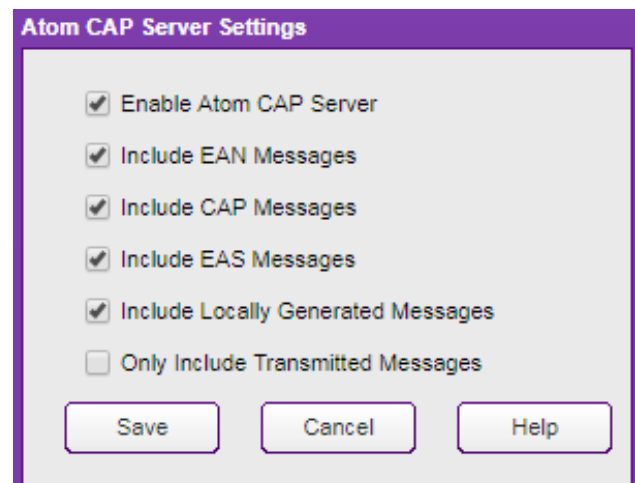 Atom CAP Server Settings
Enable Atom CAP Server
Include EAN Messages
Include CAP Messages
Include EAS Messages
Include Locally Generated Messages
Only Include Transmitted Messages
Save Cancel Help